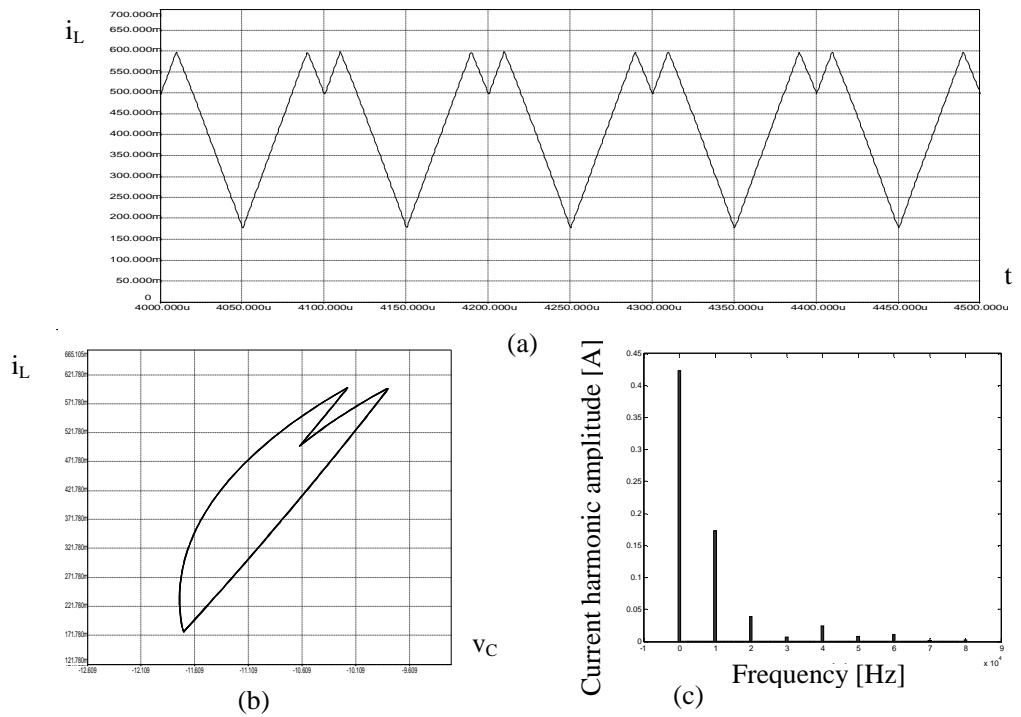 i_L
700.000m
650.000m
600.000m
550.000m
500.000m
450.000m
400.000m
350.000m
300.000m
250.000m
200.000m
150.000m
100.000m
50.000m
0
4000.000u 4050.000u 4100.000u 4150.000u 4200.000u 4250.000u 4300.000u 4350.000u 4400.000u 4450.000u 4500.000u
t
(a)
i_L
665.105m
621.780m
571.780m
521.780m
471.780m
421.780m
371.780m
321.780m
271.780m
221.780m
171.780m
121.780m
-12.609 -12.109 -11.609 -11.109 -10.609 -10.109 -9.609
v_C
(b)
Current harmonic amplitude [A]
0.45
0.4
0.35
0.3
0.25
0.2
0.15
0.1
0.05
0
-1 0 1 2 3 4 5 6 7 8 9
x 10^4
Frequency [Hz]
(c)